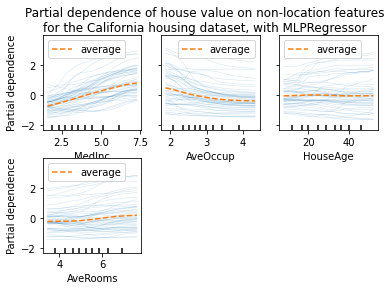 Partial dependence of house value on non-location features
for the California housing dataset, with MLPRegressor
Partial dependence
2
0
−2
average
average
average
2.5
5.0
7.5
2
3
4
20
40
MedInc
AveOccup
HouseAge
Partial dependence
2
0
−2
average
4
6
AveRooms